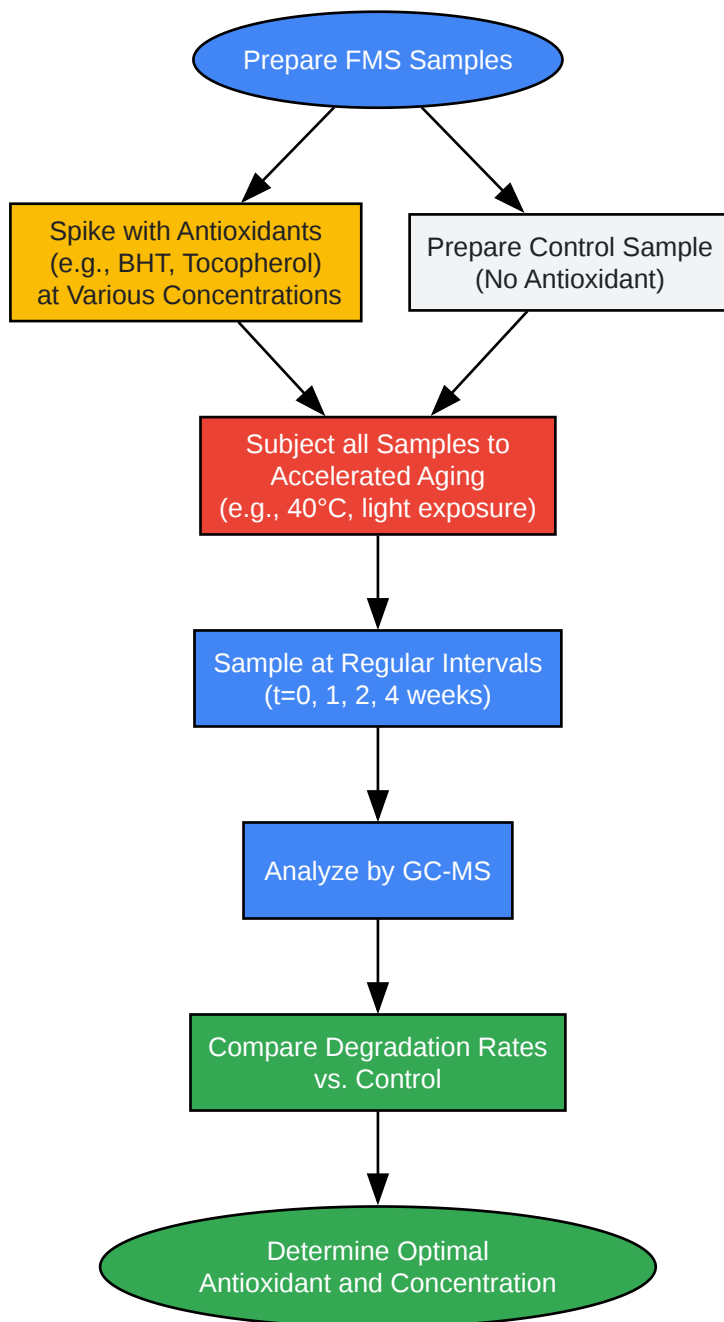 Prepare FMS Samples
Spike with Antioxidants
(e.g., BHT, Tocopherol)
at Various Concentrations
Prepare Control Sample
(No Antioxidant)
Subject all Samples to
Accelerated Aging
(e.g., 40°C, light exposure)
Sample at Regular Intervals
(t=0, 1, 2, 4 weeks)
Analyze by GC-MS
Compare Degradation Rates
vs. Control
Determine Optimal
Antioxidant and Concentration